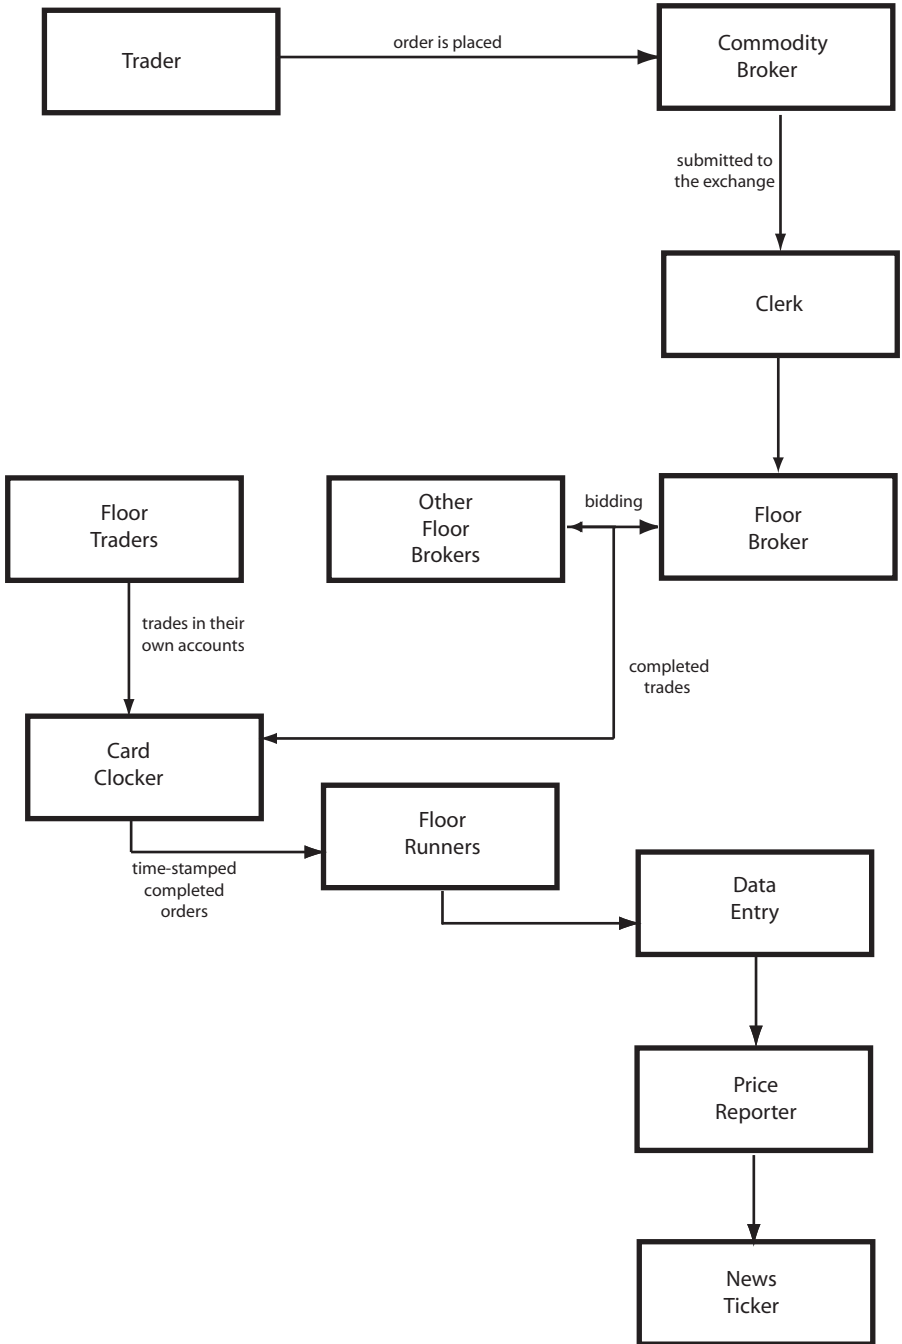 Trader
order is placed
Commodity
Broker
submitted to
the exchange
Clerk
Floor
Traders
Other
Floor
Brokers
bidding
Floor
Broker
trades in their
own accounts
completed
trades
Card
Clocker
Floor
Runners
time-stamped
completed
orders
Data
Entry
Price
Reporter
News
Ticker